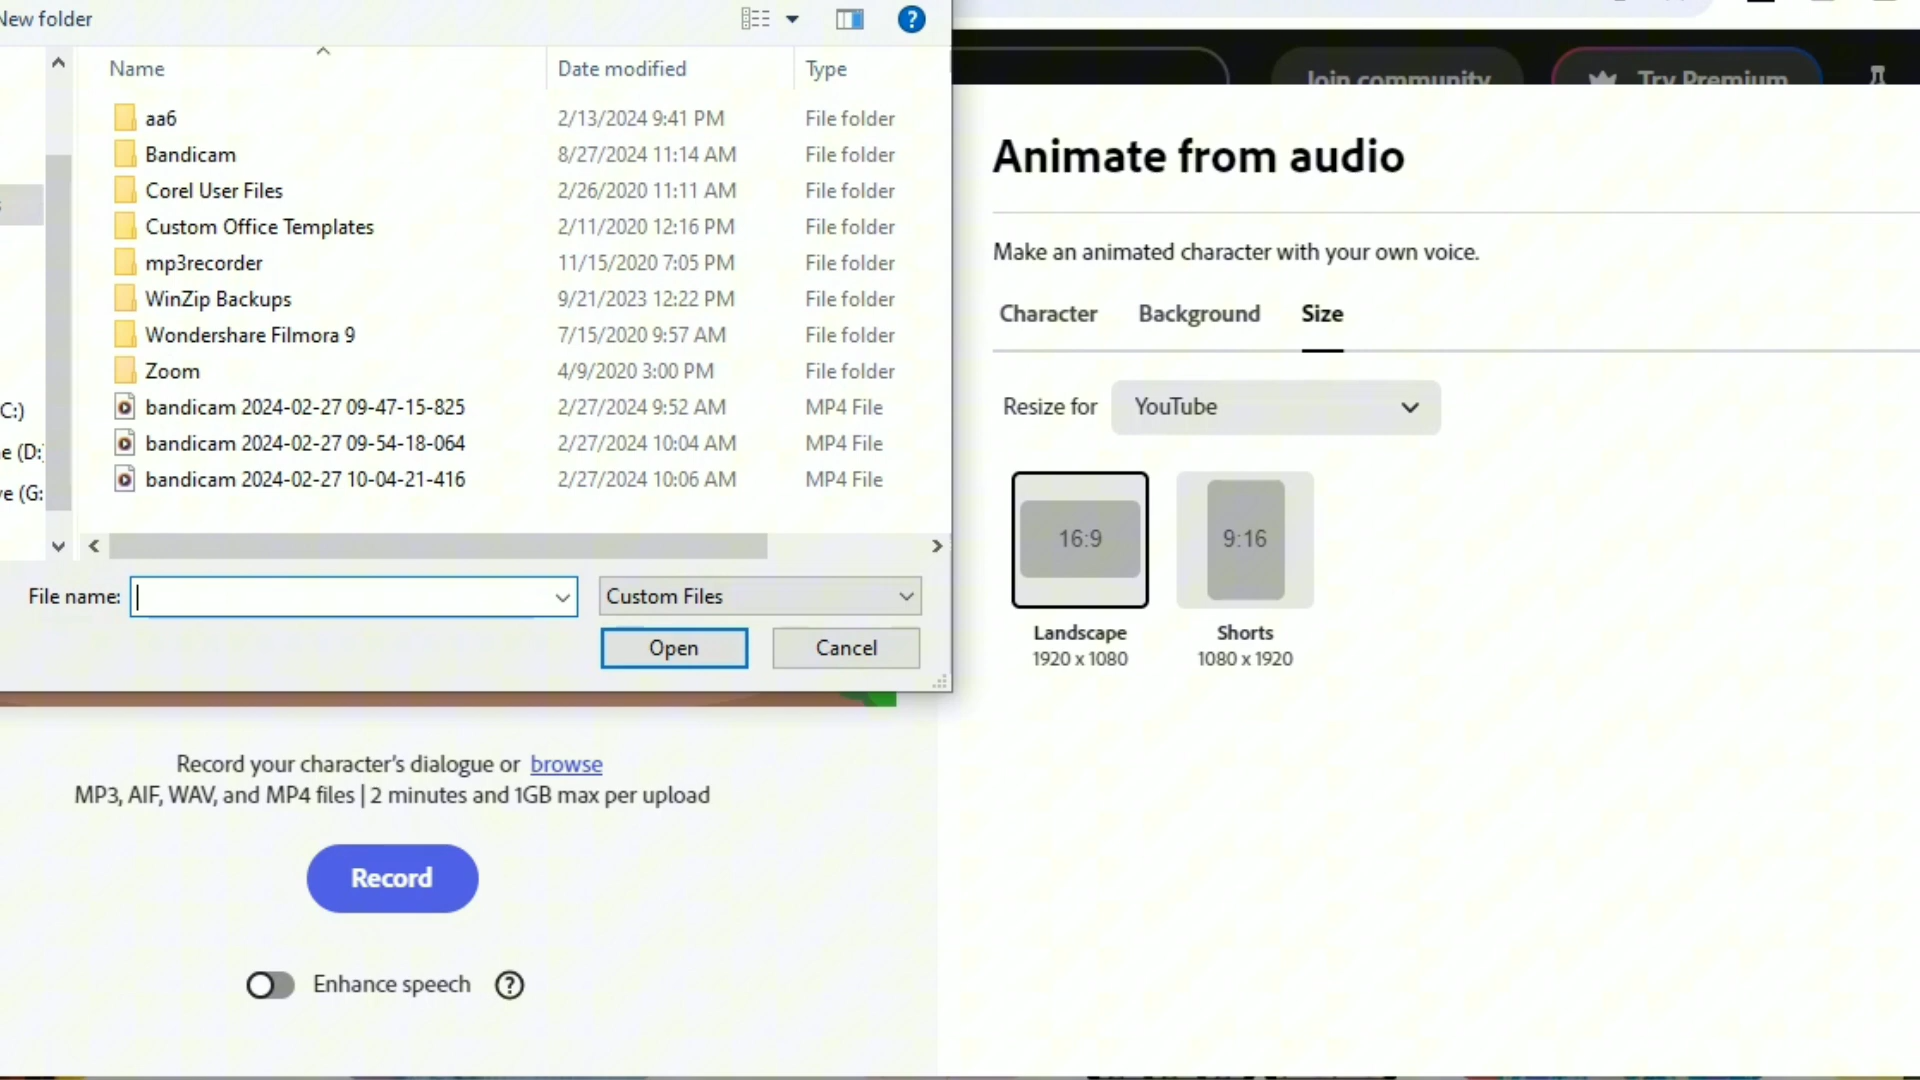 New folder
Name Date modified Type
aa6 2/13/2024 9:41 PM File folder
Bandicam 8/27/2024 11:14 AM File folder
Corel User Files 2/26/2020 11:11 AM File folder
Custom Office Templates 2/11/2020 12:16 PM File folder
mp3recorder 11/15/2020 7:05 PM File folder
WinZip Backups 9/21/2023 12:22 PM File folder
Wondershare Filmora 9 7/15/2020 9:57 AM File folder
Zoom 4/9/2020 3:00 PM File folder
bandicam 2024-02-27 09-47-15-825 2/27/2024 9:52 AM MP4 File
bandicam 2024-02-27 09-54-18-064 2/27/2024 10:04 AM MP4 File
bandicam 2024-02-27 10-04-21-416 2/27/2024 10:06 AM MP4 File
C:)
e (D:
ve (G:
File name: Custom Files
Open Cancel
Join community Try Premium
Animate from audio
Make an animated character with your own voice.
Character Background Size
Resize for YouTube
16:9 9:16
Landscape Shorts
1920 x 1080 1080 x 1920
Record your character's dialogue or browse
MP3, AIF, WAV, and MP4 files | 2 minutes and 1GB max per upload
Record
Enhance speech ?